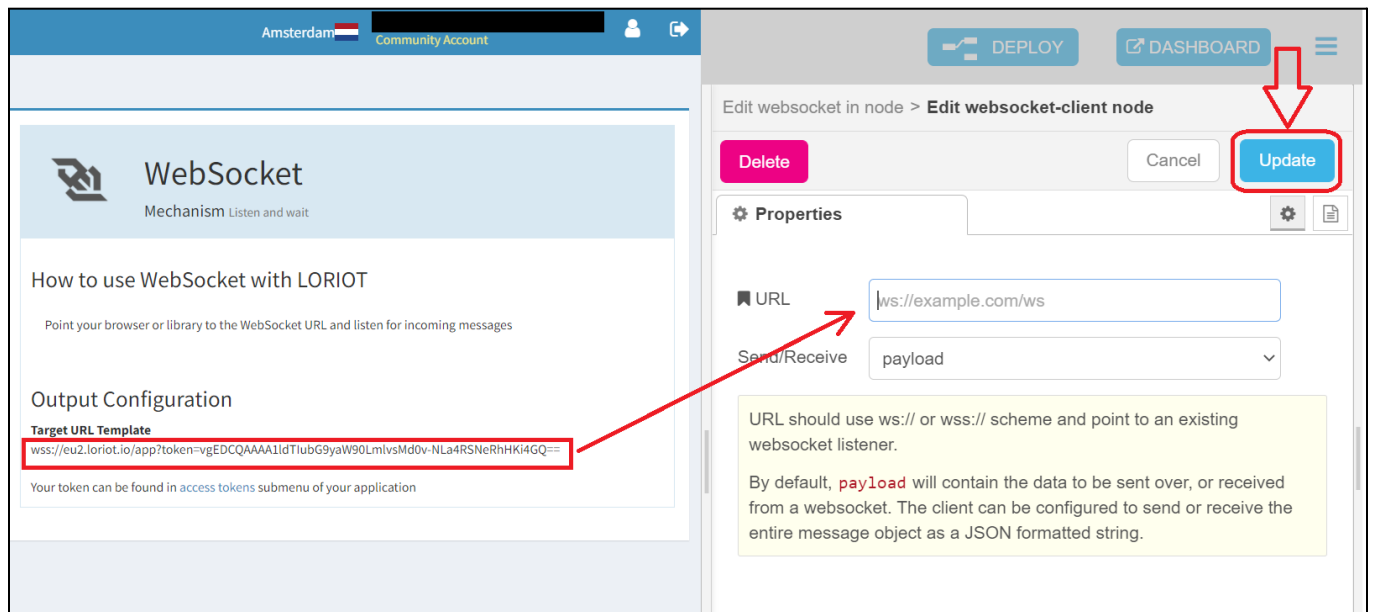 Amsterdam
Community Account
WebSocket
Mechanism Listen and wait
How to use WebSocket with LORIOT
Point your browser or library to the WebSocket URL and listen for incoming messages
Output Configuration
Target URL Template
wss://eu2.loriot.io/app?token=vgEDCQAAAA1ldTIubG9yaW90LmlvsMd0v-NLa4RSNeRhHKi4GQ==
Your token can be found in access tokens submenu of your application
DEPLOY
DASHBOARD
Edit websocket in node > Edit websocket-client node
Delete
Cancel
Update
Properties
URL
ws://example.com/ws
Send/Receive
payload
URL should use ws:// or wss:// scheme and point to an existing
websocket listener.
By default, payload will contain the data to be sent over, or received
from a websocket. The client can be configured to send or receive the
entire message object as a JSON formatted string.